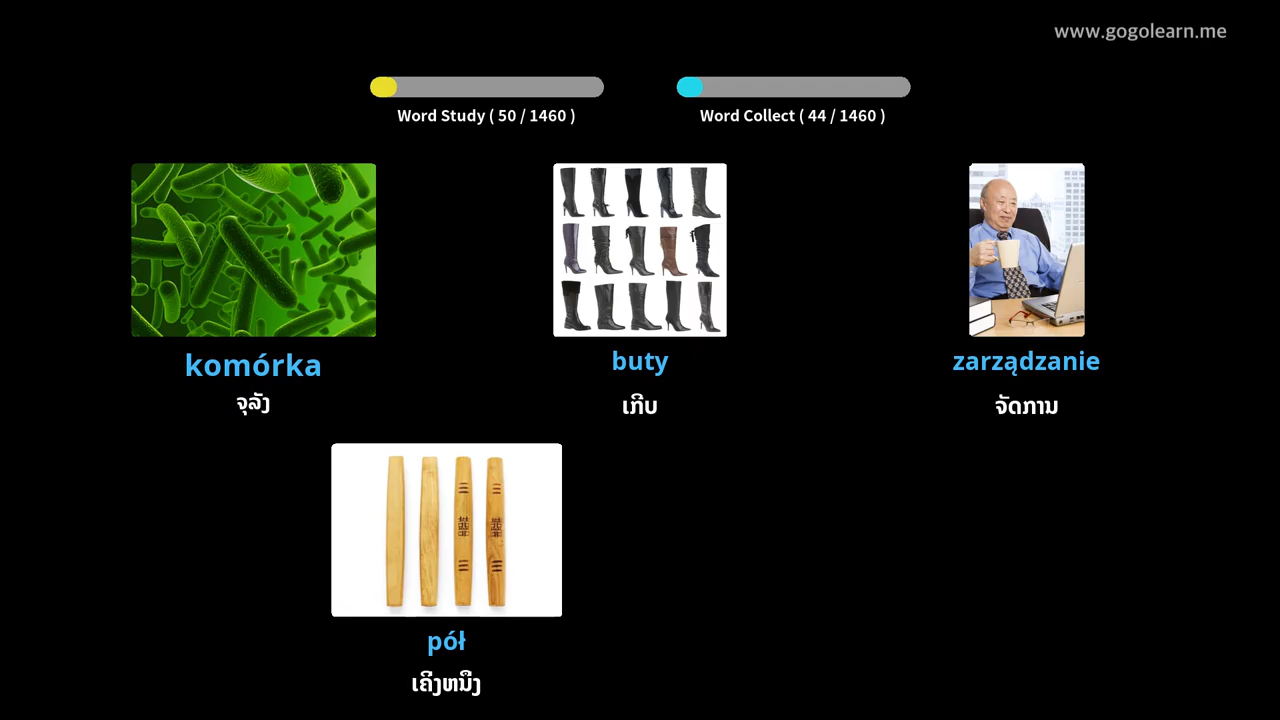 www.gogolearn.me
Word Study ( 50 / 1460 )
Word Collect ( 44 / 1460 )
komórka
buty
zarządzanie
ຈຸລັງ
ເກີບ
ຈັດການ
pół
ເຄິ່ງຫນຶ່ງ